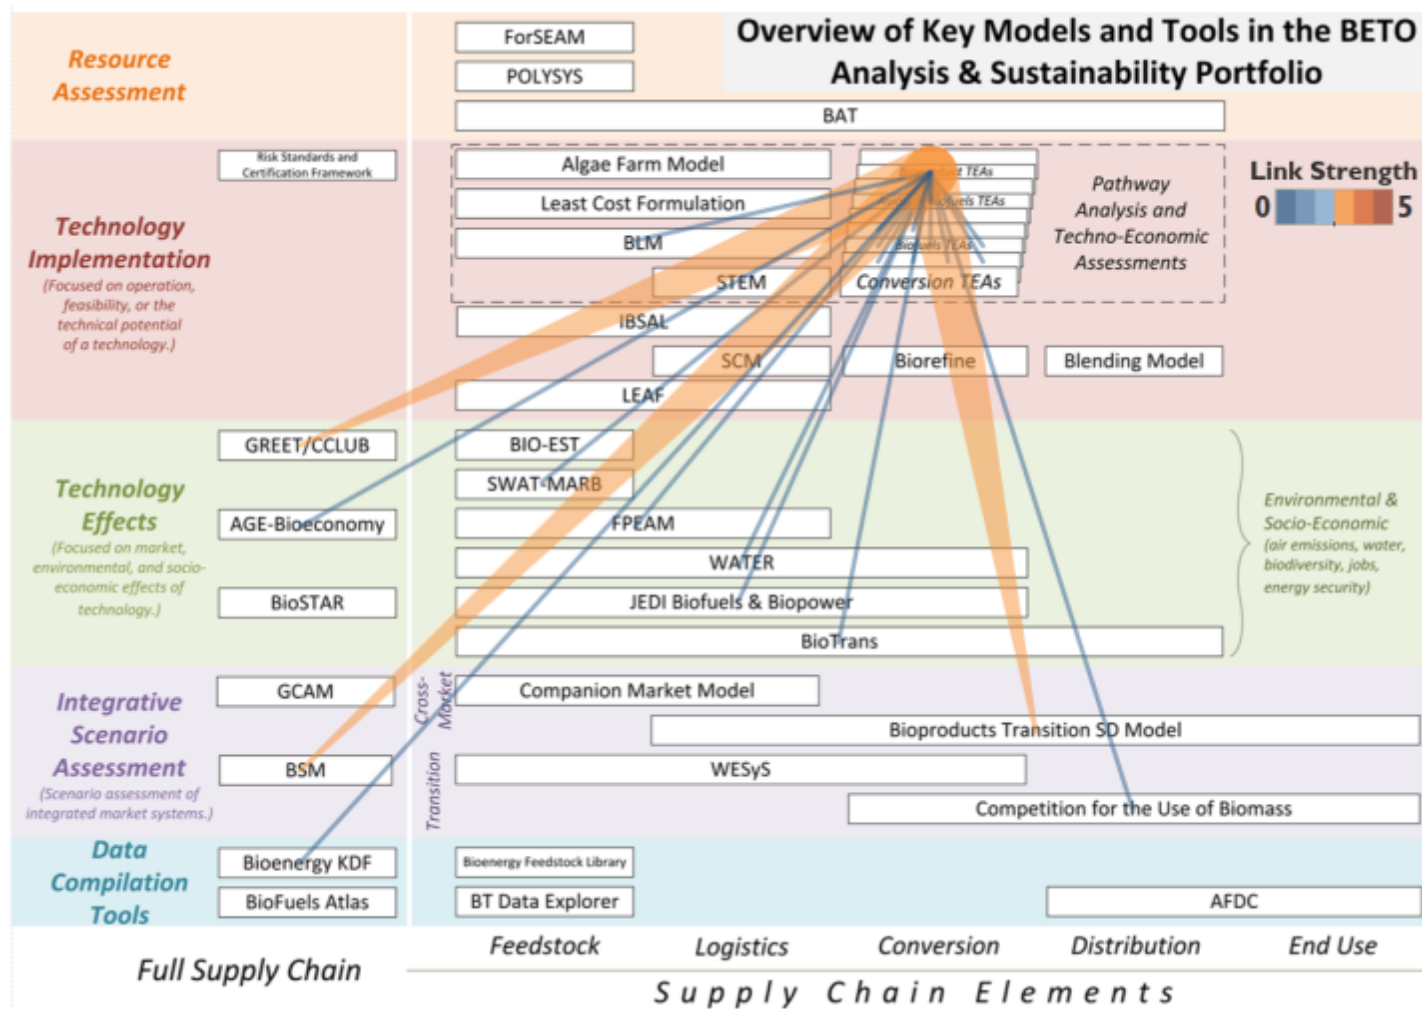 Overview of Key Models and Tools in the BETO
Analysis & Sustainability Portfolio
Resource
Assessment
ForSEAM
POLYSYS
BAT
Technology
Implementation
(Focused on operation,
feasibility, or the
technical potential
of a technology.)
Risk Standards and
Certification Framework
Algae Farm Model
Least Cost Formulation
BLM
STEM
IBSAL
SCM
LEAF
TEAs
TEAs
Biofuels TEAs
Conversion TEAs
Biorefine
Blending Model
Pathway
Analysis and
Techno-Economic
Assessments
Link Strength
0 5
Technology
Effects
(Focused on market,
environmental, and socio-
economic effects of
technology.)
GREET/CCLUB
AGE-Bioeconomy
BioSTAR
BIO-EST
SWAT-MARB
FPEAM
WATER
JEDI Biofuels & Biopower
BioTrans
Environmental &
Socio-Economic
(air emissions, water,
biodiversity, jobs,
energy security)
Integrative
Scenario
Assessment
(Scenario assessment of
integrated market systems.)
GCAM
BSM
Cross-
Market
Transition
Companion Market Model
Bioproducts Transition SD Model
WESyS
Competition for the Use of Biomass
Data
Compilation
Tools
Bioenergy KDF
BioFuels Atlas
Bioenergy Feedstock Library
BT Data Explorer
AFDC
Full Supply Chain
Feedstock Logistics Conversion Distribution End Use
Supply Chain Elements